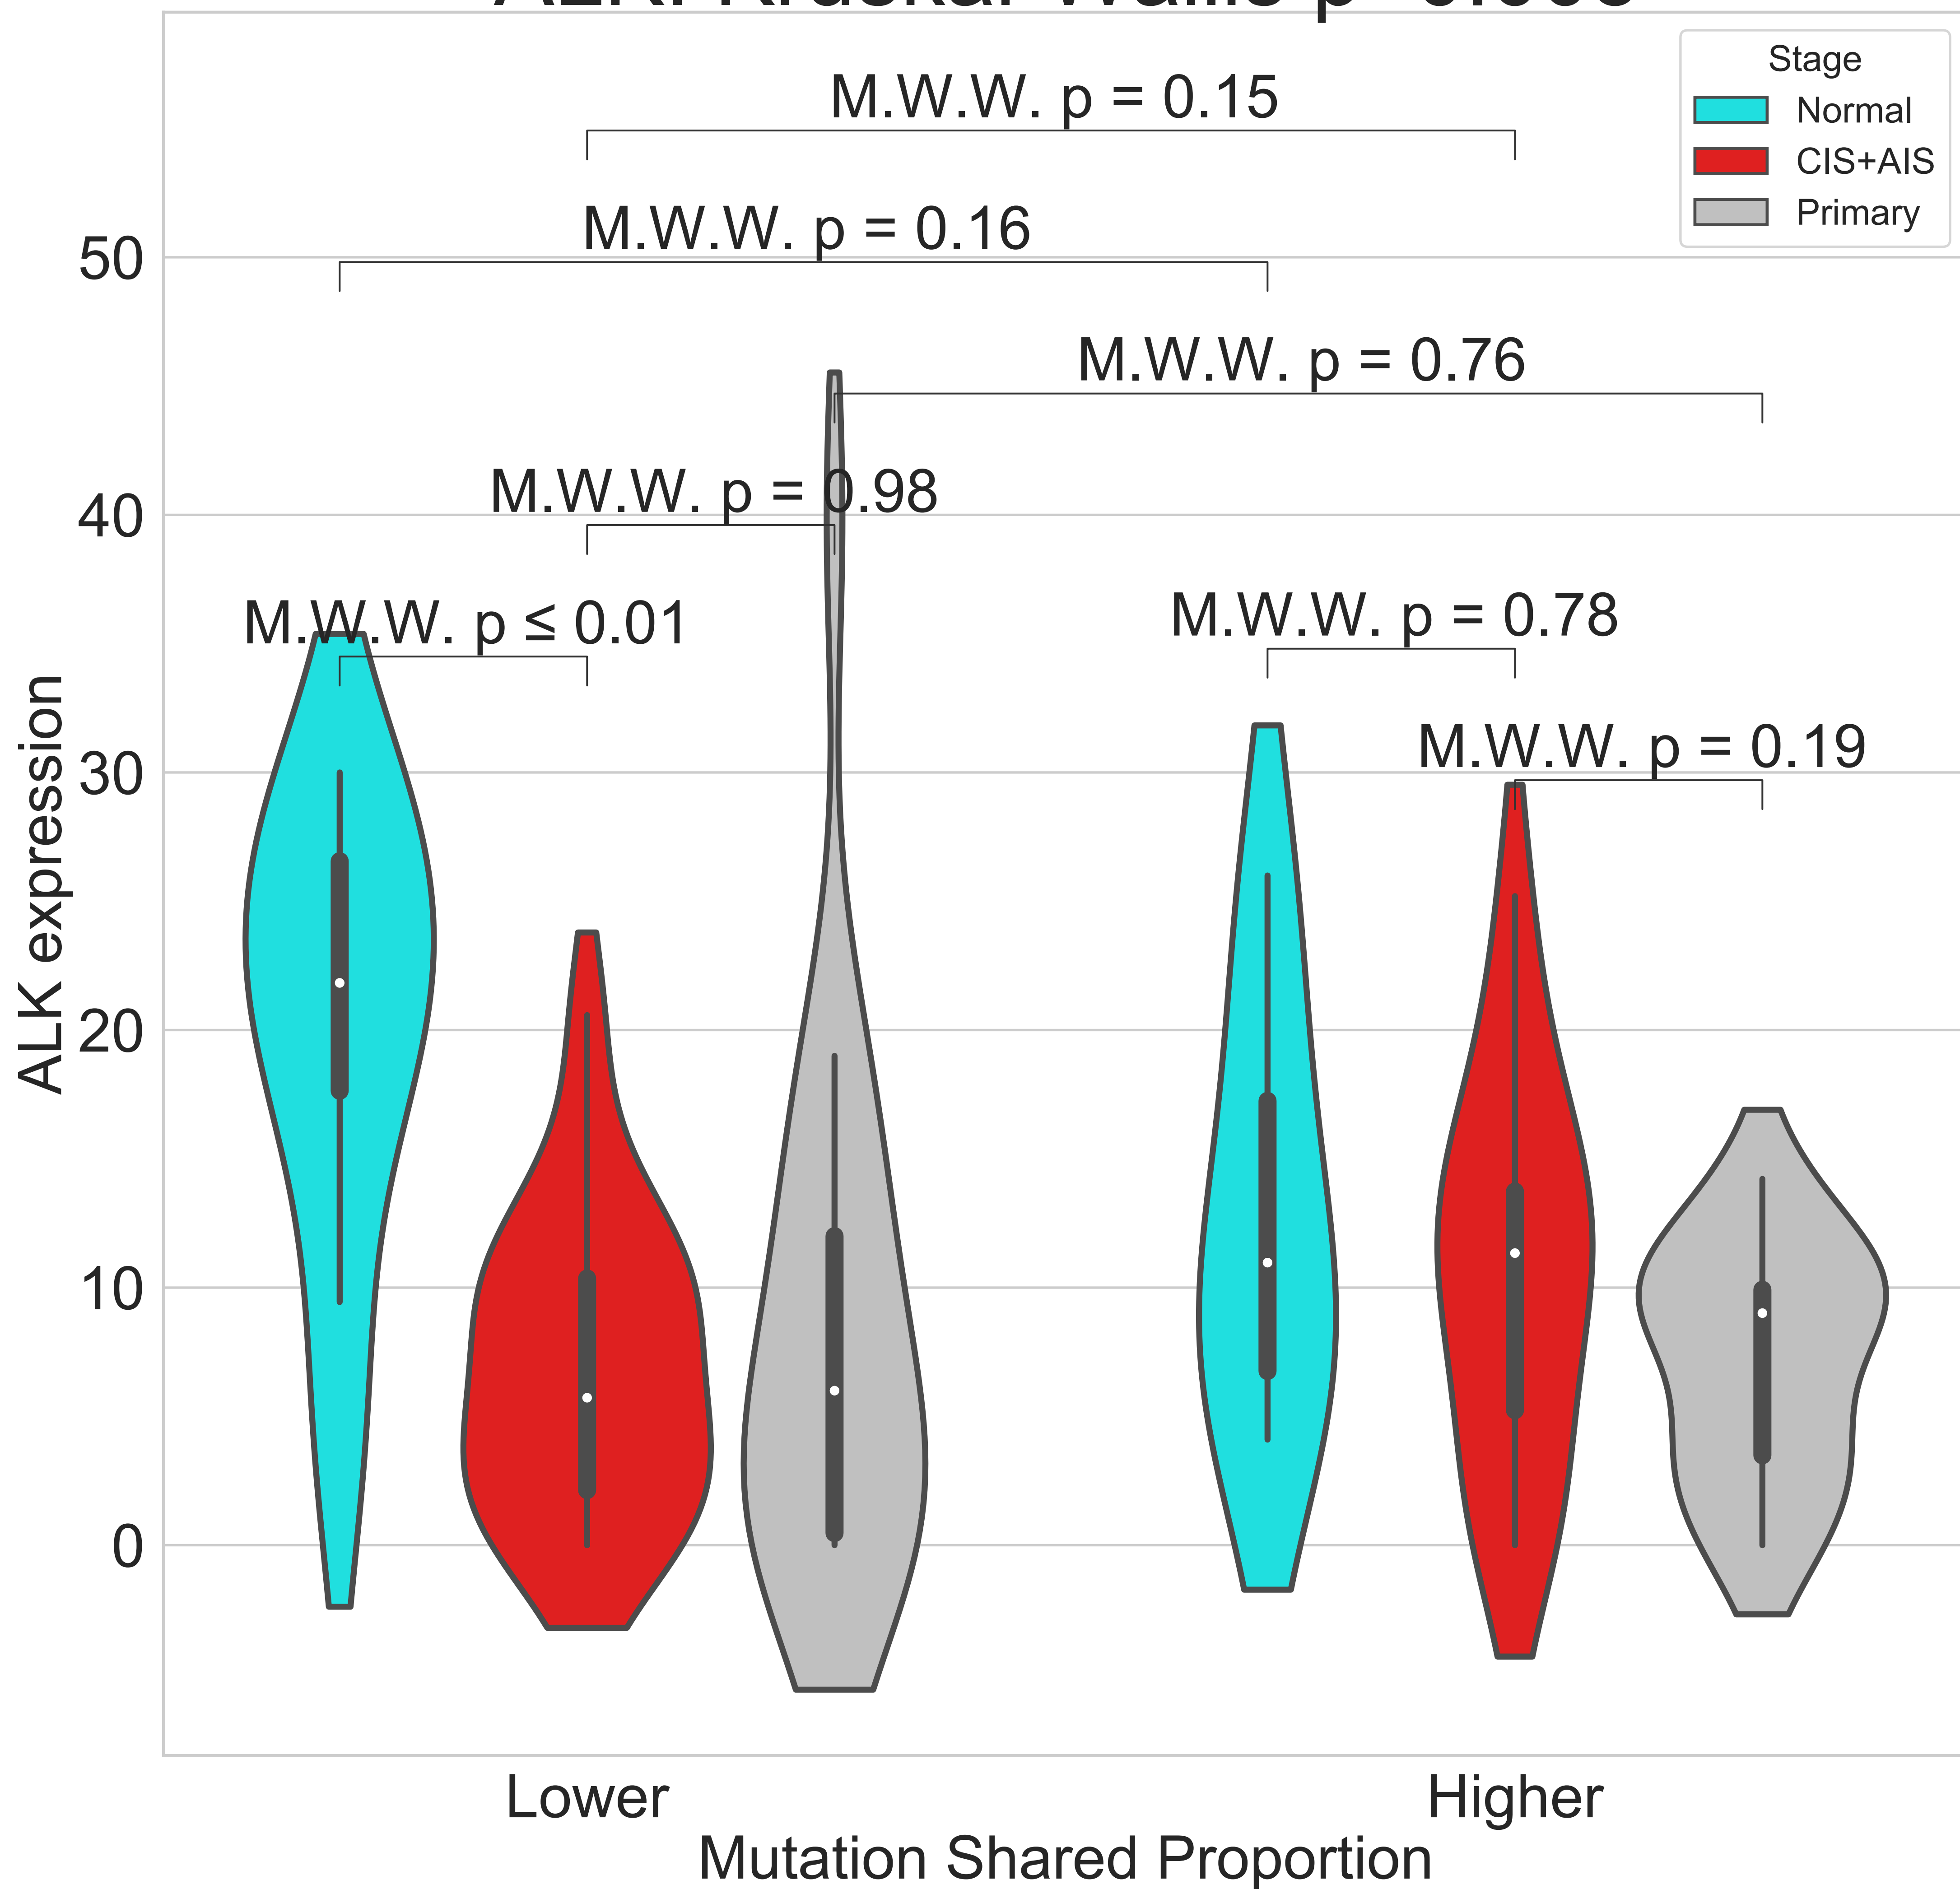 Stage
Normal
CIS+AIS
Primary
M.W.W. p = 0.15
M.W.W. p = 0.16
M.W.W. p = 0.76
M.W.W. p = 0.98
M.W.W. p ≤ 0.01
M.W.W. p = 0.78
M.W.W. p = 0.19
50
40
30
20
10
0
ALK expression
Lower
Higher
Mutation Shared Proportion